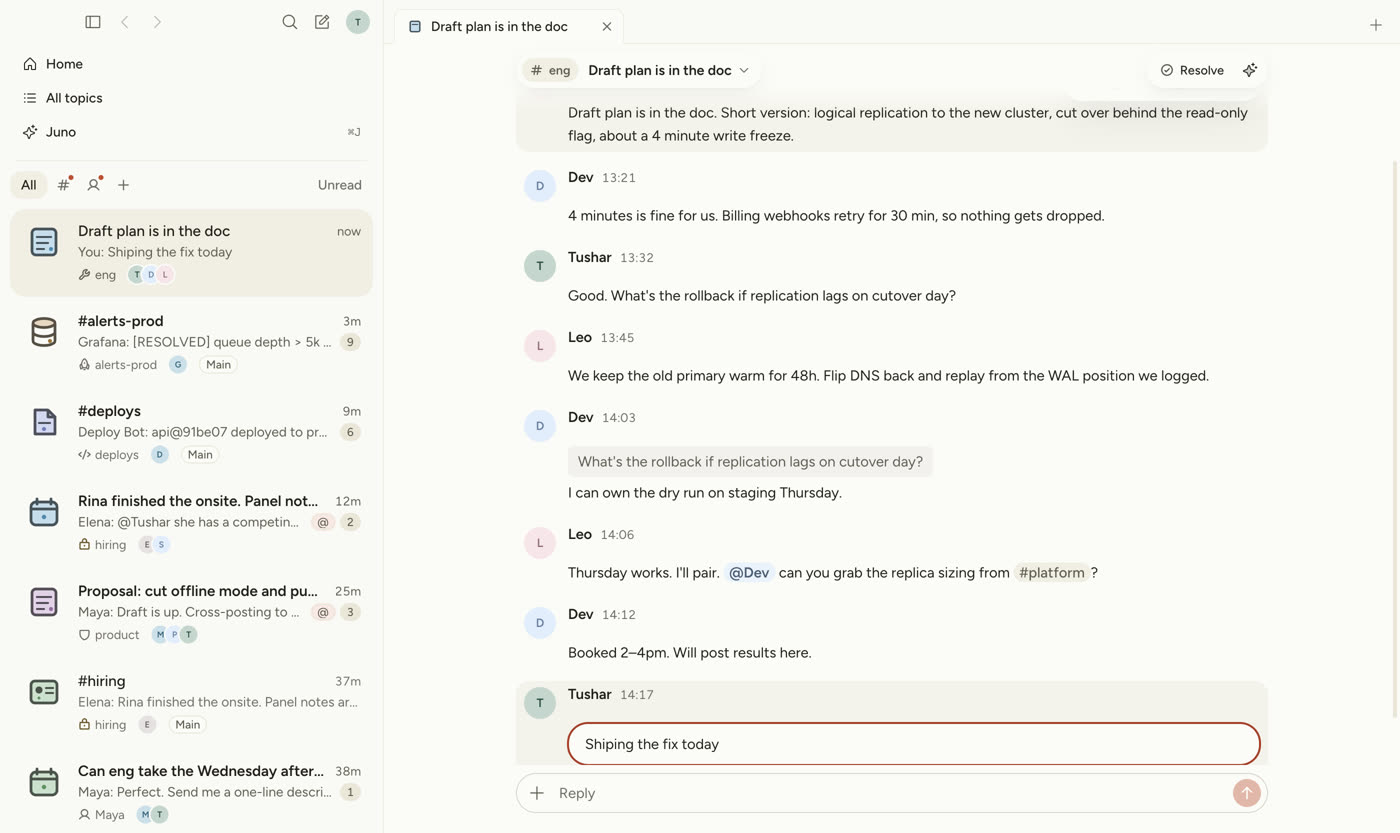 T
Home
All topics
Juno
⌘J
All
Unread
Draft plan is in the doc
now
You: Shiping the fix today
eng
T D L
#alerts-prod
3m
Grafana: [RESOLVED] queue depth > 5k ...
9
alerts-prod
G
Main
#deploys
9m
Deploy Bot: api@91be07 deployed to pr...
6
deploys
D
Main
Rina finished the onsite. Panel not...
12m
Elena: @Tushar she has a competin...
@ 2
hiring
E S
Proposal: cut offline mode and pu...
25m
Maya: Draft is up. Cross-posting to ...
@ 3
product
M P T
#hiring
37m
Elena: Rina finished the onsite. Panel notes ar...
hiring
E
Main
Can eng take the Wednesday after...
38m
Maya: Perfect. Send me a one-line descri...
1
Maya
M T
Draft plan is in the doc
# eng
Draft plan is in the doc
Resolve
Draft plan is in the doc. Short version: logical replication to the new cluster, cut over behind the read-only
flag, about a 4 minute write freeze.
D
Dev 13:21
4 minutes is fine for us. Billing webhooks retry for 30 min, so nothing gets dropped.
T
Tushar 13:32
Good. What's the rollback if replication lags on cutover day?
L
Leo 13:45
We keep the old primary warm for 48h. Flip DNS back and replay from the WAL position we logged.
D
Dev 14:03
What's the rollback if replication lags on cutover day?
I can own the dry run on staging Thursday.
L
Leo 14:06
Thursday works. I'll pair. @Dev can you grab the replica sizing from #platform ?
D
Dev 14:12
Booked 2–4pm. Will post results here.
T
Tushar 14:17
Shiping the fix today
Reply